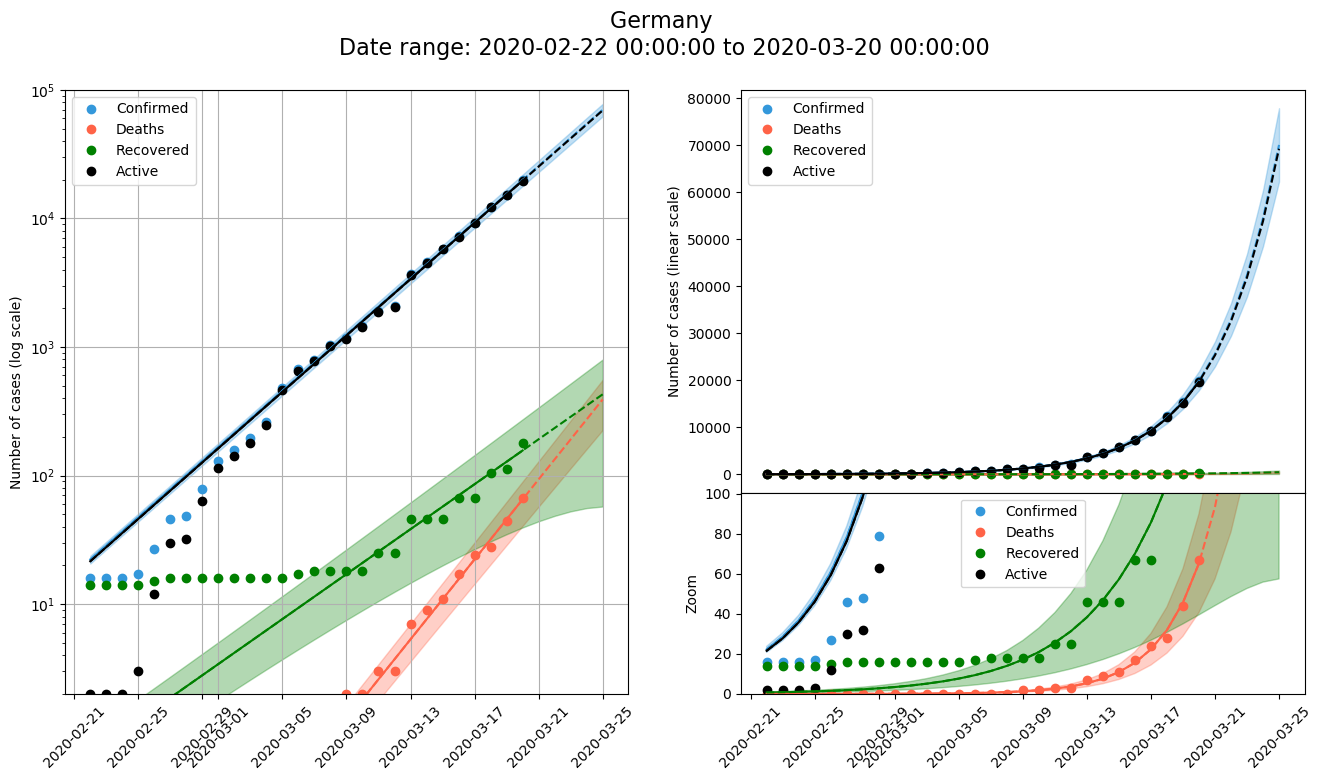 Germany
Date range: 2020-02-22 00:00:00 to 2020-03-20 00:00:00
Number of cases (log scale)
10^5
10^4
10^3
10^2
10^1
Confirmed
Deaths
Recovered
Active
2020-02-21
2020-02-25
2020-02-29
2020-03-01
2020-03-05
2020-03-09
2020-03-13
2020-03-17
2020-03-21
2020-03-25
Number of cases (linear scale)
80000
70000
60000
50000
40000
30000
20000
10000
0
Confirmed
Deaths
Recovered
Active
Zoom
100
80
60
40
20
0
Confirmed
Deaths
Recovered
Active
2020-02-21
2020-02-25
2020-02-29
2020-03-01
2020-03-05
2020-03-09
2020-03-13
2020-03-17
2020-03-21
2020-03-25